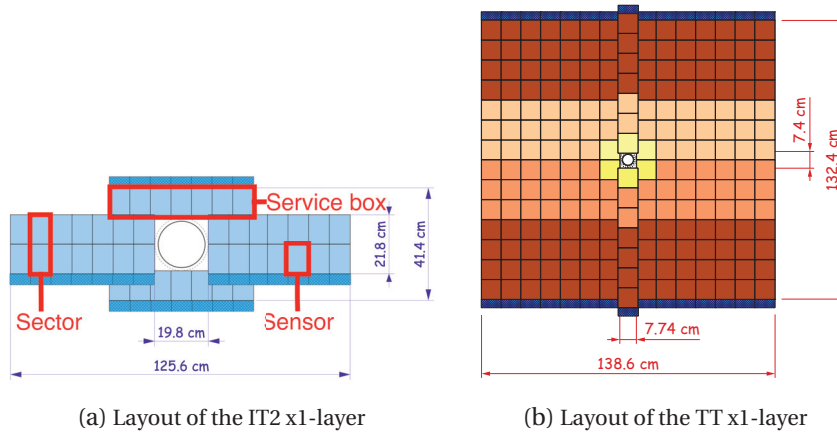 Service box
Sector
Sensor
21.8 cm
41.4 cm
19.8 cm
125.6 cm
(a) Layout of the IT2 x1-layer
7.4 cm
132.4 cm
7.74 cm
138.6 cm
(b) Layout of the TT x1-layer